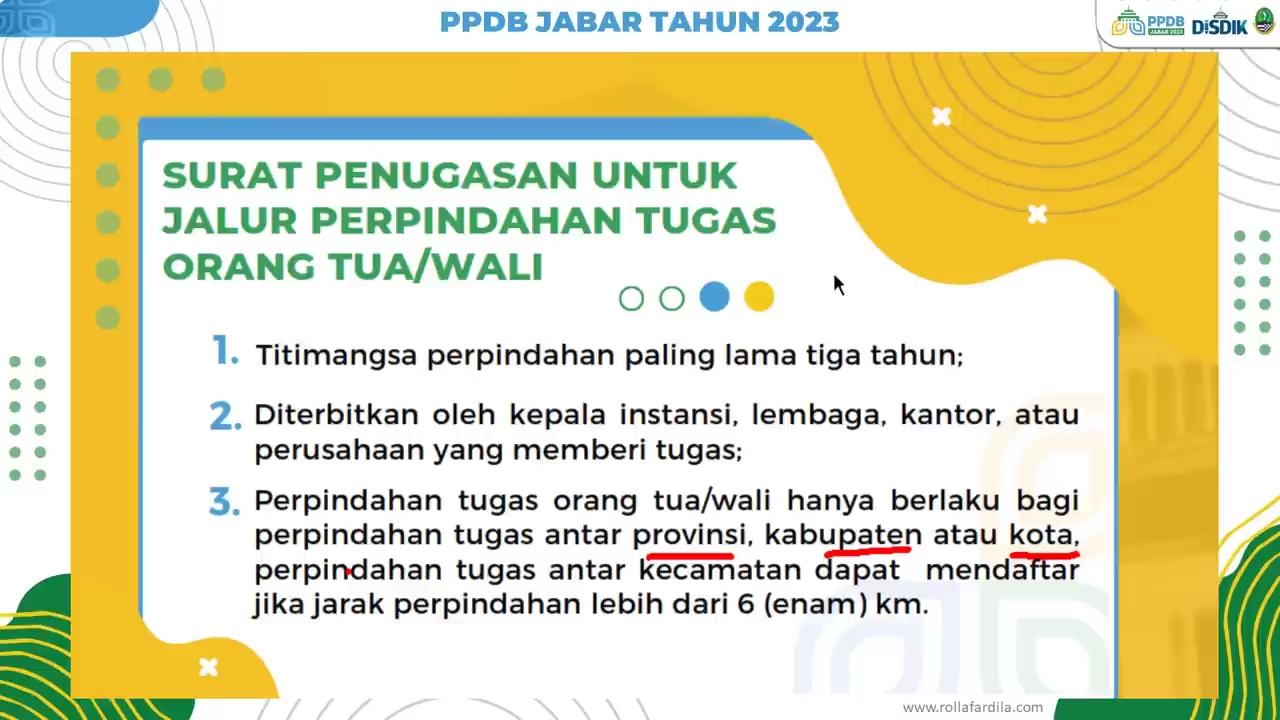 PPDB JABAR TAHUN 2023
PPDB
JABAR 2023
DISDIK
SURAT PENUGASAN UNTUK
JALUR PERPINDAHAN TUGAS
ORANG TUA/WALI
1. Titimangsa perpindahan paling lama tiga tahun;
2. Diterbitkan oleh kepala instansi, lembaga, kantor, atau
perusahaan yang memberi tugas;
3. Perpindahan tugas orang tua/wali hanya berlaku bagi
perpindahan tugas antar provinsi, kabupaten atau kota,
perpindahan tugas antar kecamatan dapat mendaftar
jika jarak perpindahan lebih dari 6 (enam) km.
www.rollafardila.com